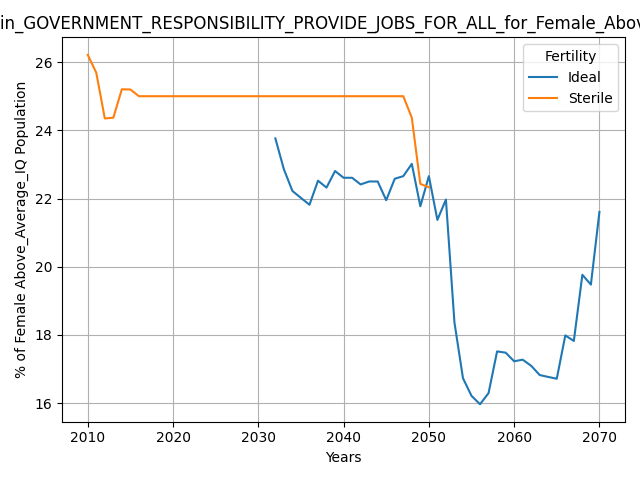 in_GOVERNMENT_RESPONSIBILITY_PROVIDE_JOBS_FOR_ALL_for_Female_Abov
Fertility
Ideal
Sterile
% of Female Above_Average_IQ Population
26
24
22
20
18
16
2010 2020 2030 2040 2050 2060 2070
Years